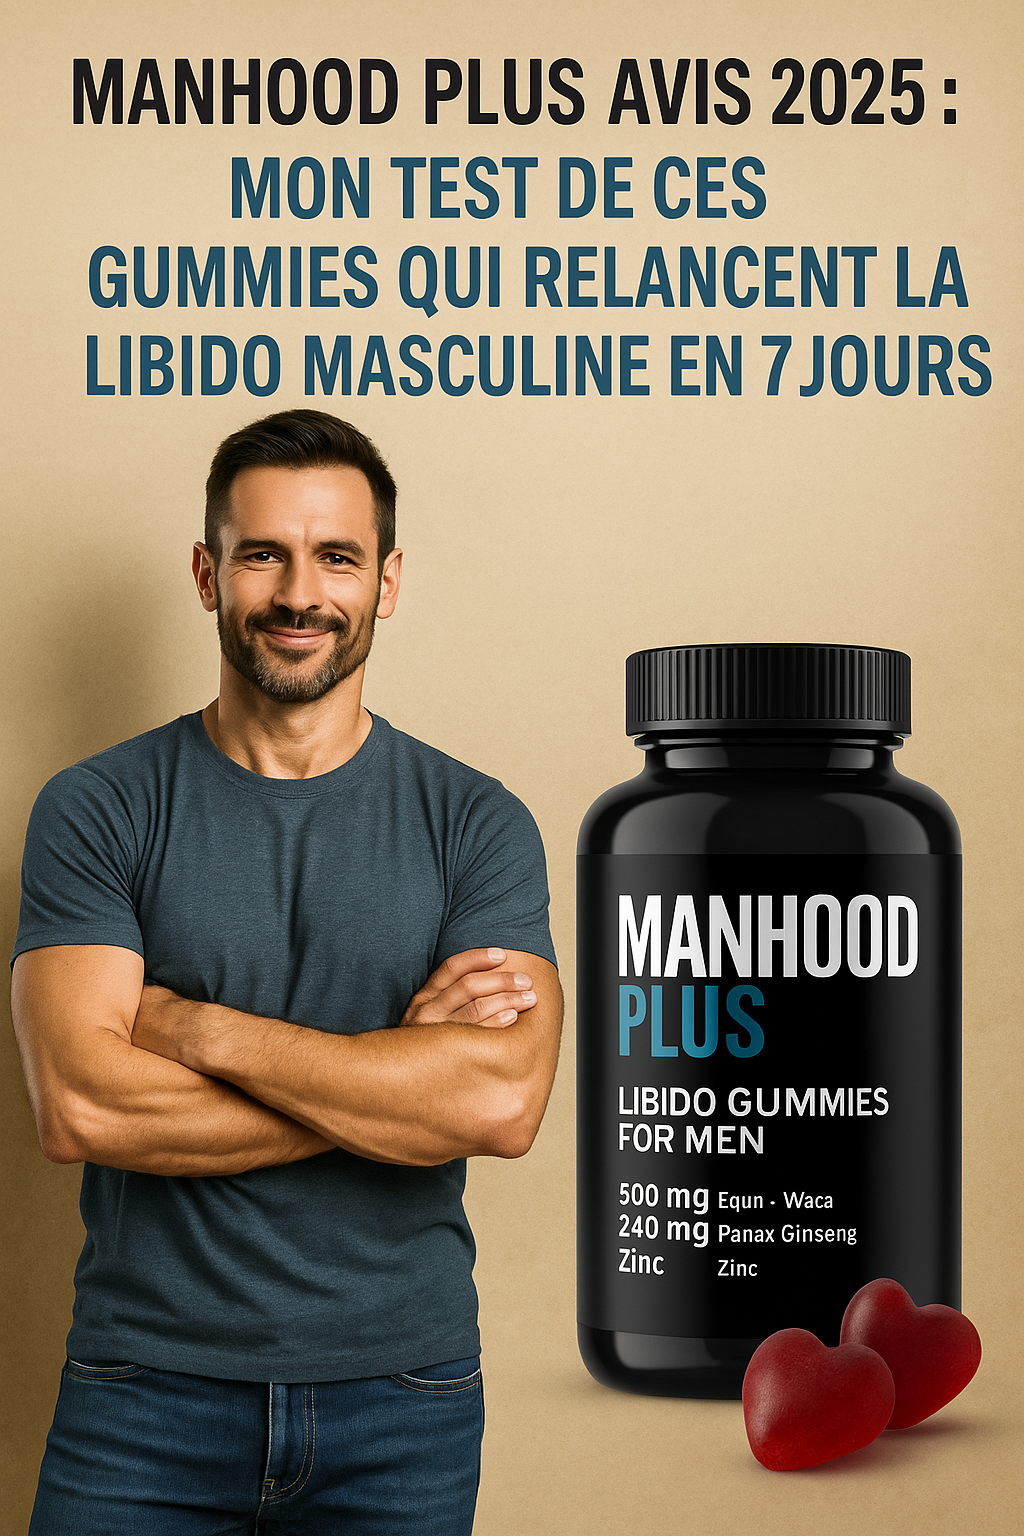 MANHOOD PLUS AVIS 2025 :
MON TEST DE CES
GUMMIES QUI RELANCENT LA
LIBIDO MASCULINE EN 7 JOURS
MANHOOD
PLUS
LIBIDO GUMMIES
FOR MEN
500 mg Equn · Waca
240 mg Panax Ginseng
Zinc Zinc